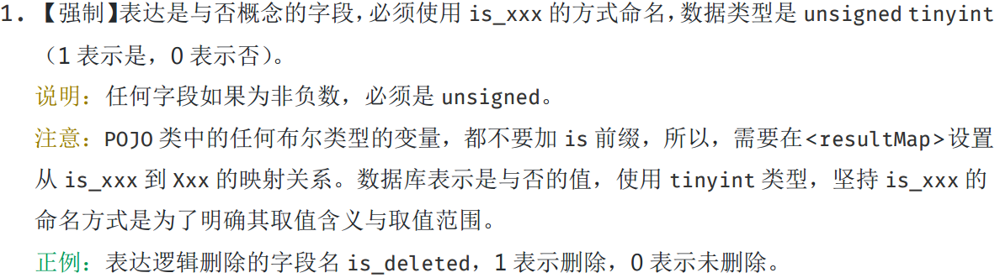 1. 【强制】表达是与否概念的字段，必须使用 is_xxx 的方式命名，数据类型是 unsigned tinyint
（1 表示是，0 表示否）。
说明：任何字段如果为非负数，必须是 unsigned。
注意：POJO 类中的任何布尔类型的变量，都不要加 is 前缀，所以，需要在<resultMap>设置
从 is_xxx 到 Xxx 的映射关系。数据库表示是与否的值，使用 tinyint 类型，坚持 is_xxx 的
命名方式是为了明确其取值含义与取值范围。
正例：表达逻辑删除的字段名 is_deleted，1 表示删除，0 表示未删除。